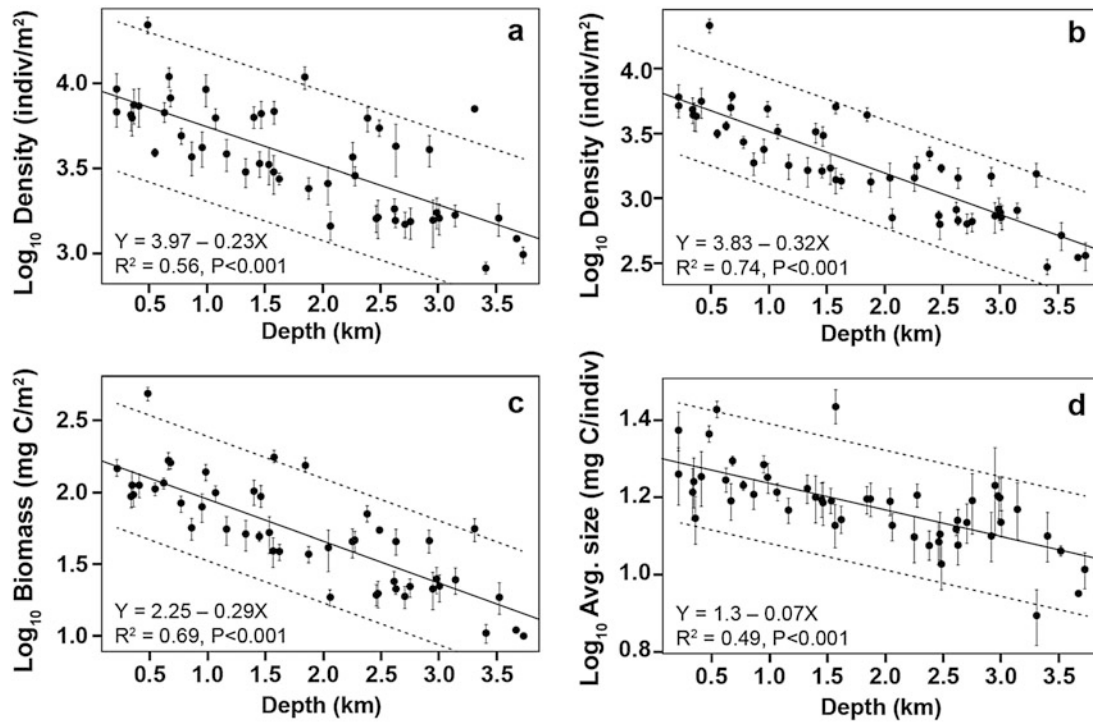 a
Log₁₀ Density (indiv/m²)
4.0
3.5
3.0
Y = 3.97 – 0.23X
R² = 0.56, P<0.001
0.5 1.0 1.5 2.0 2.5 3.0 3.5
Depth (km)
b
Log₁₀ Density (indiv/m²)
4.0
3.5
3.0
2.5
Y = 3.83 – 0.32X
R² = 0.74, P<0.001
0.5 1.0 1.5 2.0 2.5 3.0 3.5
Depth (km)
c
Log₁₀ Biomass (mg C/m²)
2.5
2.0
1.5
1.0
Y = 2.25 – 0.29X
R² = 0.69, P<0.001
0.5 1.0 1.5 2.0 2.5 3.0 3.5
Depth (km)
d
Log₁₀ Avg. size (mg C/indiv)
1.4
1.2
1.0
0.8
Y = 1.3 – 0.07X
R² = 0.49, P<0.001
0.5 1.0 1.5 2.0 2.5 3.0 3.5
Depth (km)